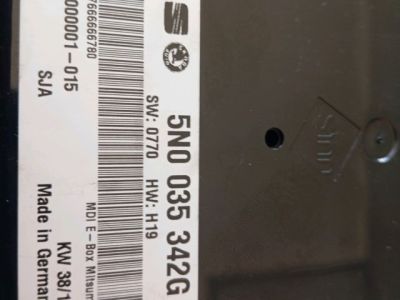 5N0 035 342G
SW: 0770 HW: H19
MDI E-Box Mitsum
7666666780
000001-015
SJA
KW 38/1
Made in German